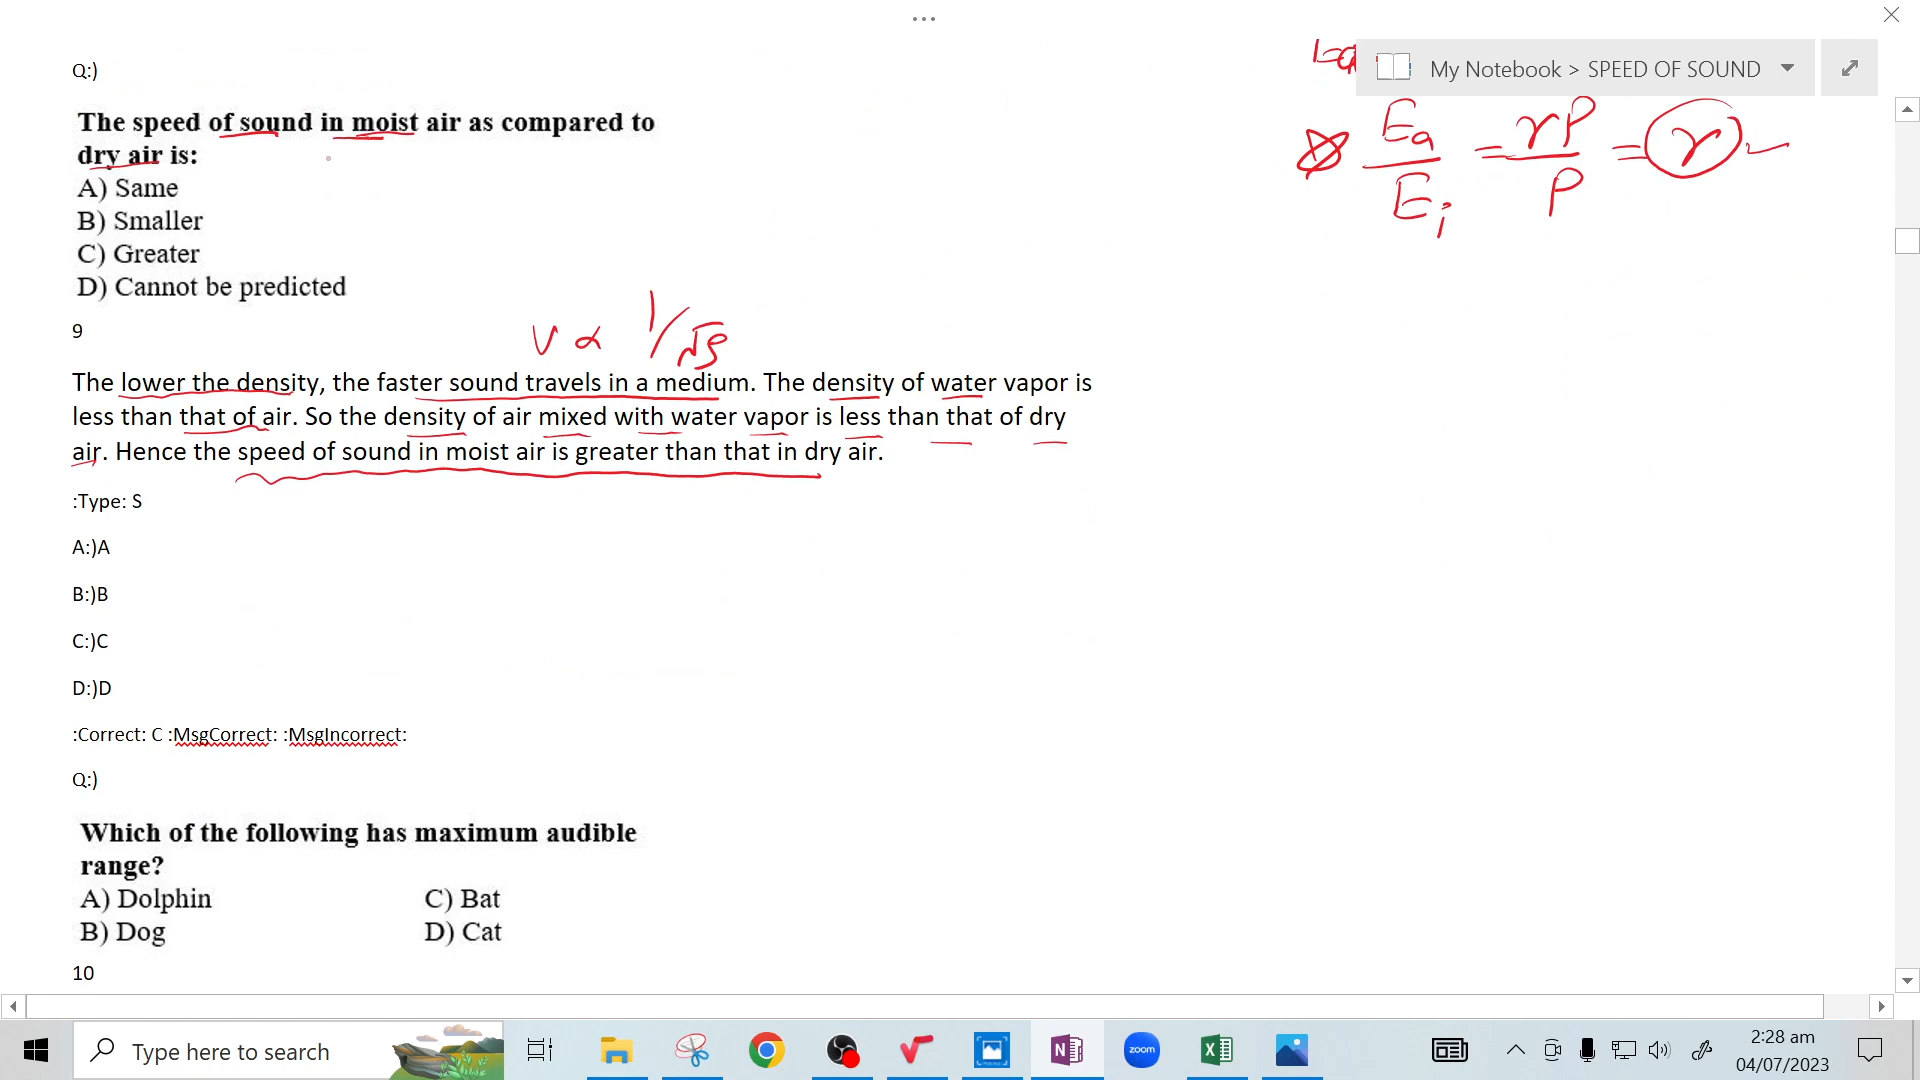 Q:)
My Notebook > SPEED OF SOUND
The speed of sound in moist air as compared to
dry air is:
A) Same
B) Smaller
C) Greater
D) Cannot be predicted
Ea/Ei = γP/P = γ
9
V ∝ 1/√ρ
The lower the density, the faster sound travels in a medium. The density of water vapor is
less than that of air. So the density of air mixed with water vapor is less than that of dry
air. Hence the speed of sound in moist air is greater than that in dry air.
:Type: S
A:)A
B:)B
C:)C
D:)D
:Correct: C :MsgCorrect: :MsgIncorrect:
Q:)
Which of the following has maximum audible
range?
A) Dolphin C) Bat
B) Dog D) Cat
10
Type here to search
zoom
2:28 am
04/07/2023